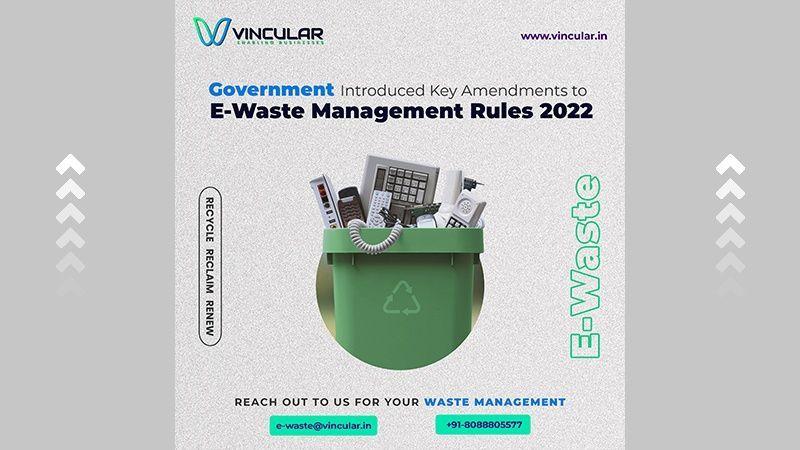 VINCULAR
ENABLING BUSINESSES
www.vincular.in
Government Introduced Key Amendments to
E-Waste Management Rules 2022
RECYCLE RECLAIM RENEW
E-Waste
REACH OUT TO US FOR YOUR WASTE MANAGEMENT
e-waste@vincular.in
+91-8088805577